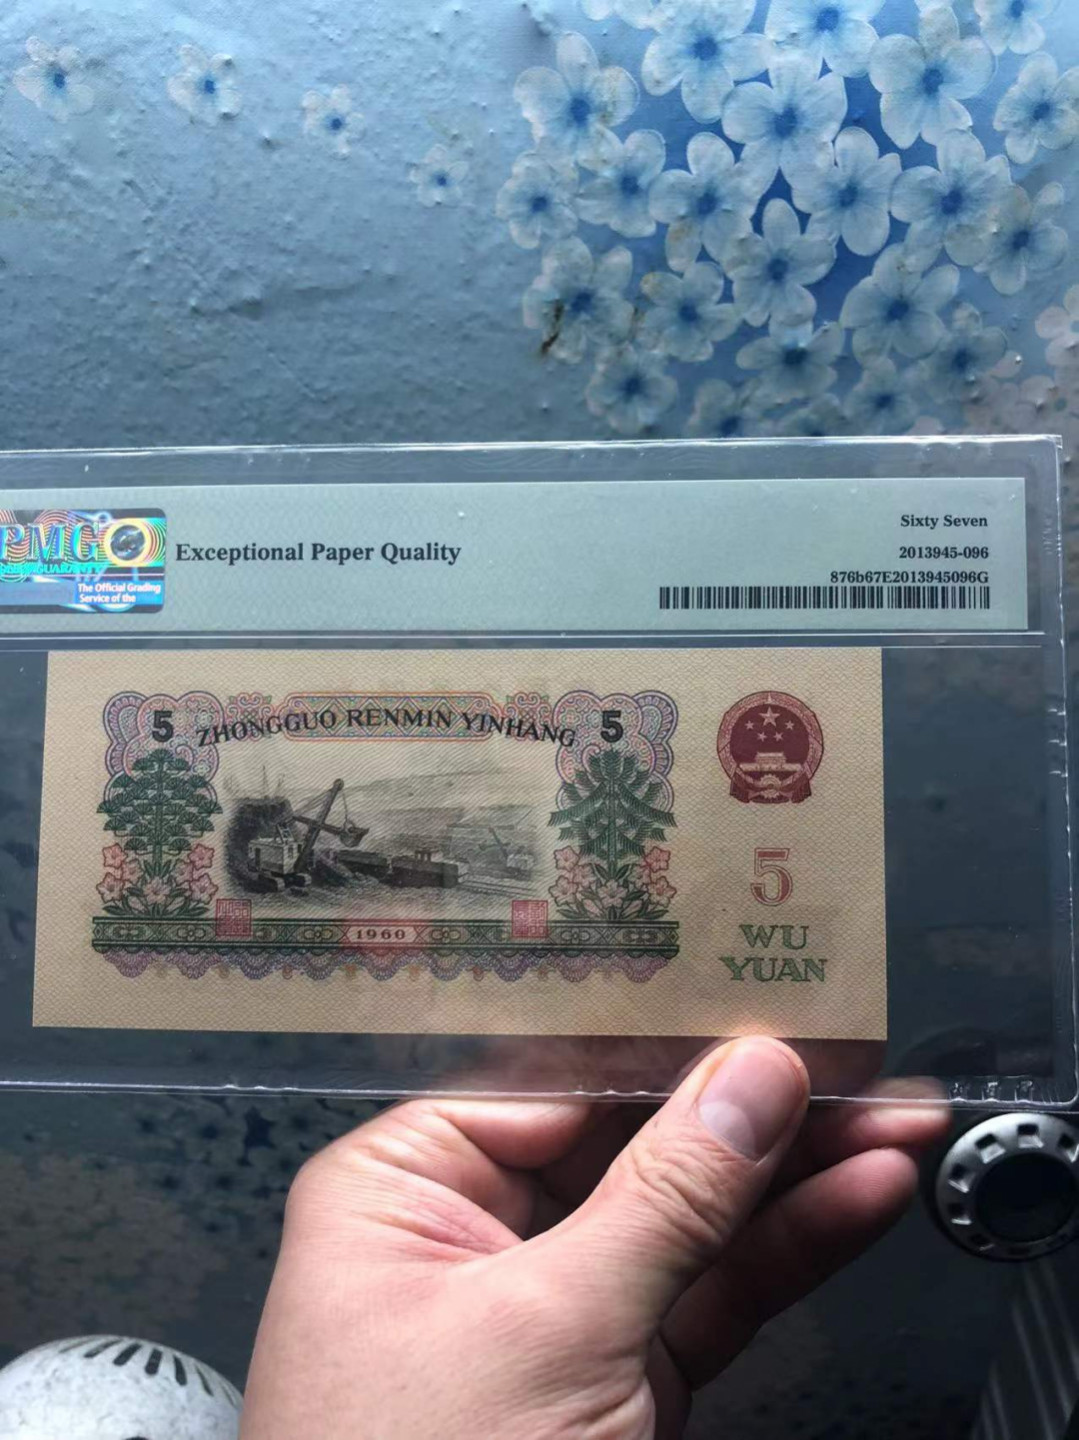 PMG
The Official Grading
Service of the
Exceptional Paper Quality
Sixty Seven
2013945-096
876b67E2013945096G
5 ZHONGGUO RENMIN YINHANG 5
1960
5
WU
YUAN